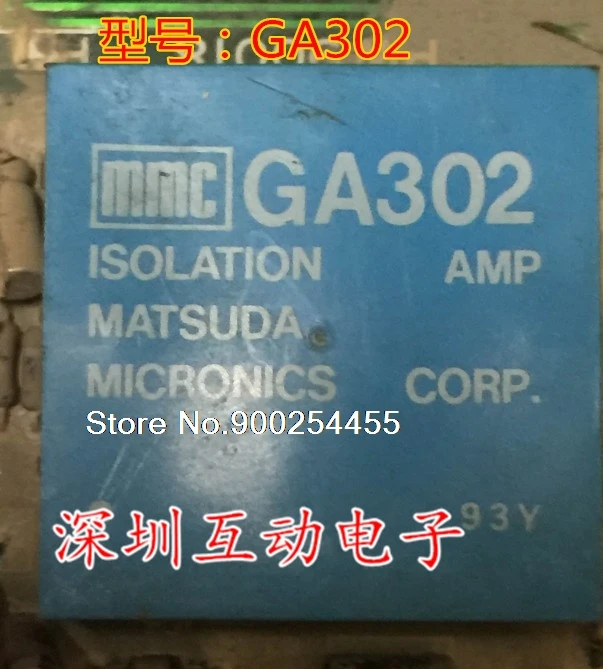 型号：GA302
mmc GA302
ISOLATION AMP
MATSUDA
MICRONICS CORP.
Store No.900254455
93Y
深圳互动电子